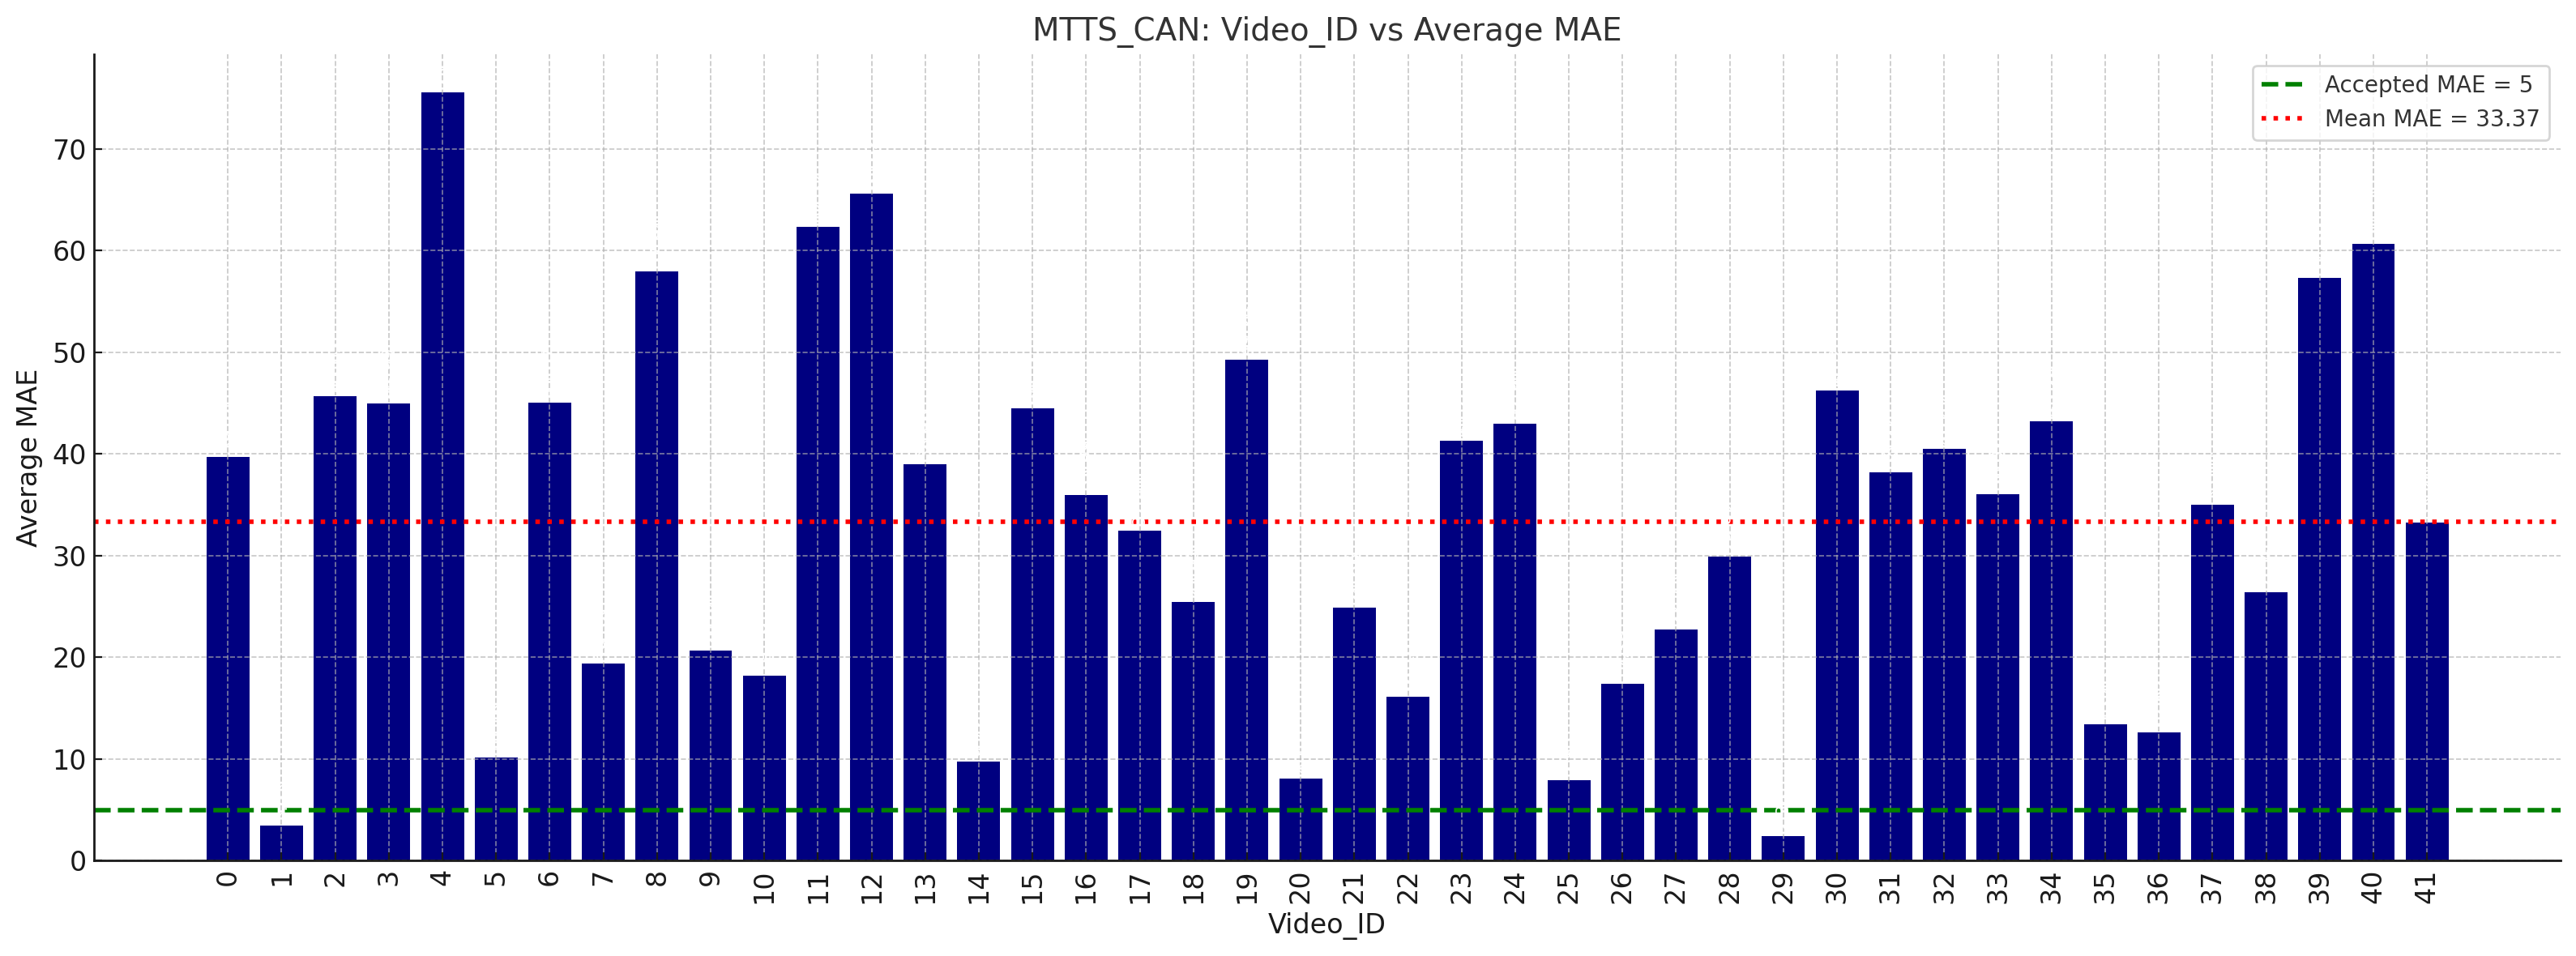 MTTS_CAN: Video_ID vs Average MAE
Accepted MAE = 5
Mean MAE = 33.37
Average MAE
70
60
50
40
30
20
10
0
0 1 2 3 4 5 6 7 8 9 10 11 12 13 14 15 16 17 18 19 20 21 22 23 24 25 26 27 28 29 30 31 32 33 34 35 36 37 38 39 40 41
Video_ID